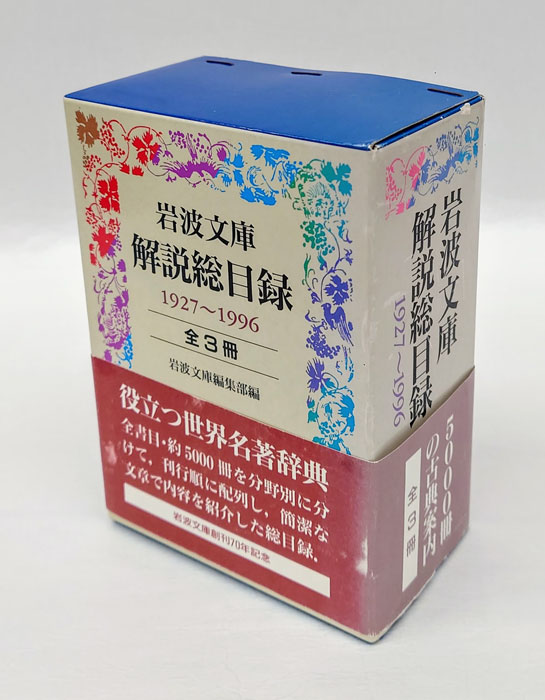 岩波文庫
解説総目録
1927〜1996
全3冊
岩波文庫編集部編
役立つ世界名著辞典
全書目・約5000冊を分野別に分
けて，刊行順に配列し，簡潔な
文章で内容を紹介した総目録．
岩波文庫創刊70年記念
岩波文庫
解説総目録
1927〜1996
5000冊
の古典案内
全3冊